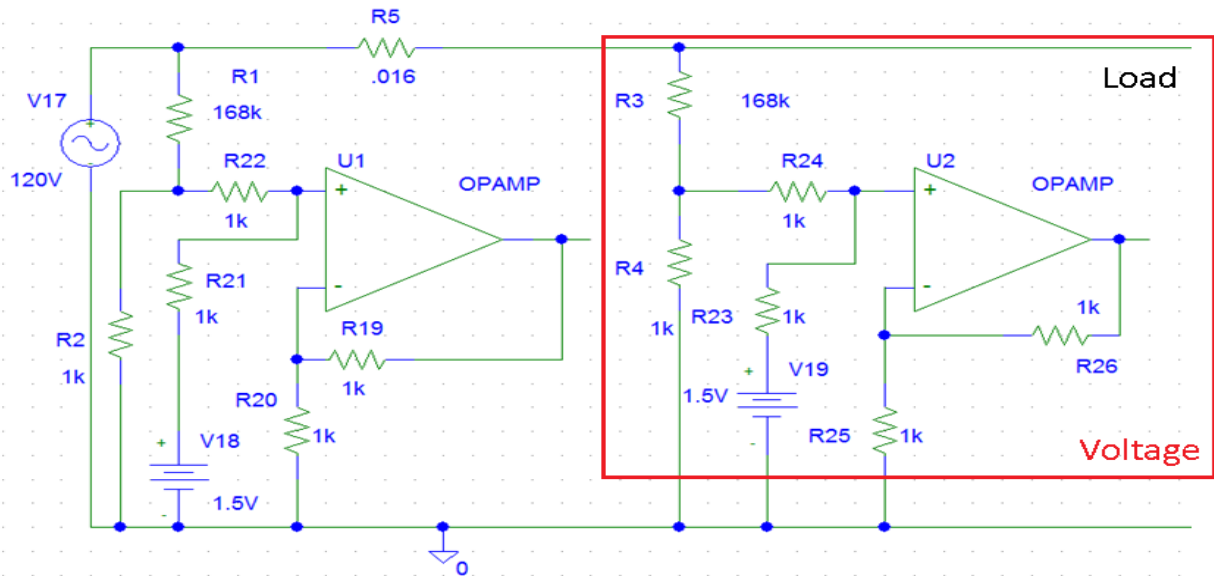 R5
.016
V17
120V
R1
168k
R22
1k
U1
+
-
OPAMP
R21
1k
R2
1k
R19
1k
R20
1k
+
V18
-
1.5V
0
Load
R3
168k
R24
1k
U2
+
-
OPAMP
R4
1k
R23
1k
+
V19
1.5V
-
1k
R26
R25
1k
Voltage